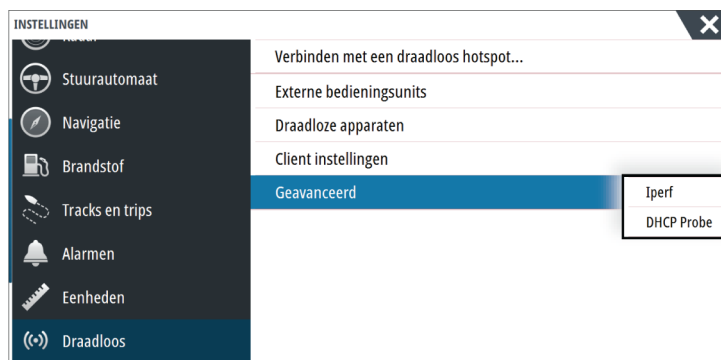 INSTELLINGEN
Stuurautomaat
Navigatie
Brandstof
Tracks en trips
Alarmen
Eenheden
Draadloos
Verbinden met een draadloos hotspot...
Externe bedieningsunits
Draadloze apparaten
Client instellingen
Geavanceerd
Iperf
DHCP Probe